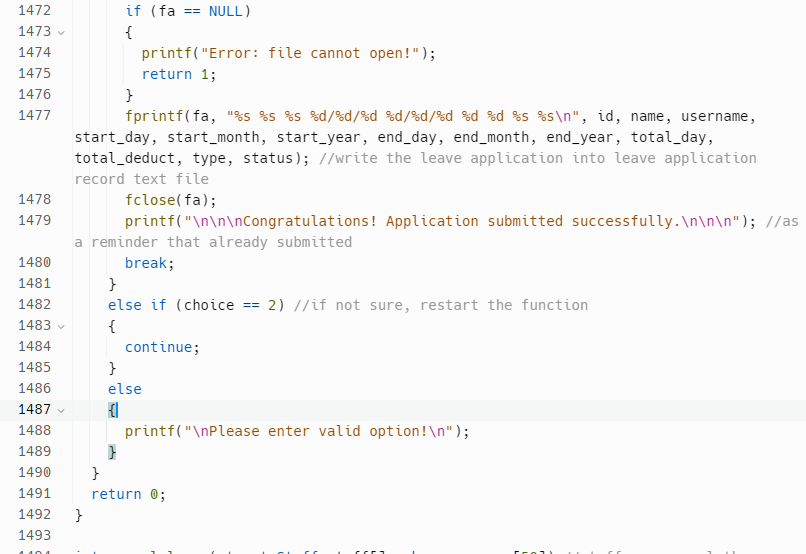 1472 if (fa == NULL)
1473 {
1474 printf("Error: file cannot open!");
1475 return 1;
1476 }
1477 fprintf(fa, "%s %s %s %d/%d/%d %d/%d/%d %d %d %s %s\n", id, name, username,
start_day, start_month, start_year, end_day, end_month, end_year, total_day,
total_deduct, type, status); //write the leave application into leave application
record text file
1478 fclose(fa);
1479 printf("\n\n\nCongratulations! Application submitted successfully.\n\n\n"); //as
a reminder that already submitted
1480 break;
1481 }
1482 else if (choice == 2) //if not sure, restart the function
1483 {
1484 continue;
1485 }
1486 else
1487 {
1488 printf("\nPlease enter valid option!\n");
1489 }
1490 }
1491 return 0;
1492 }
1493